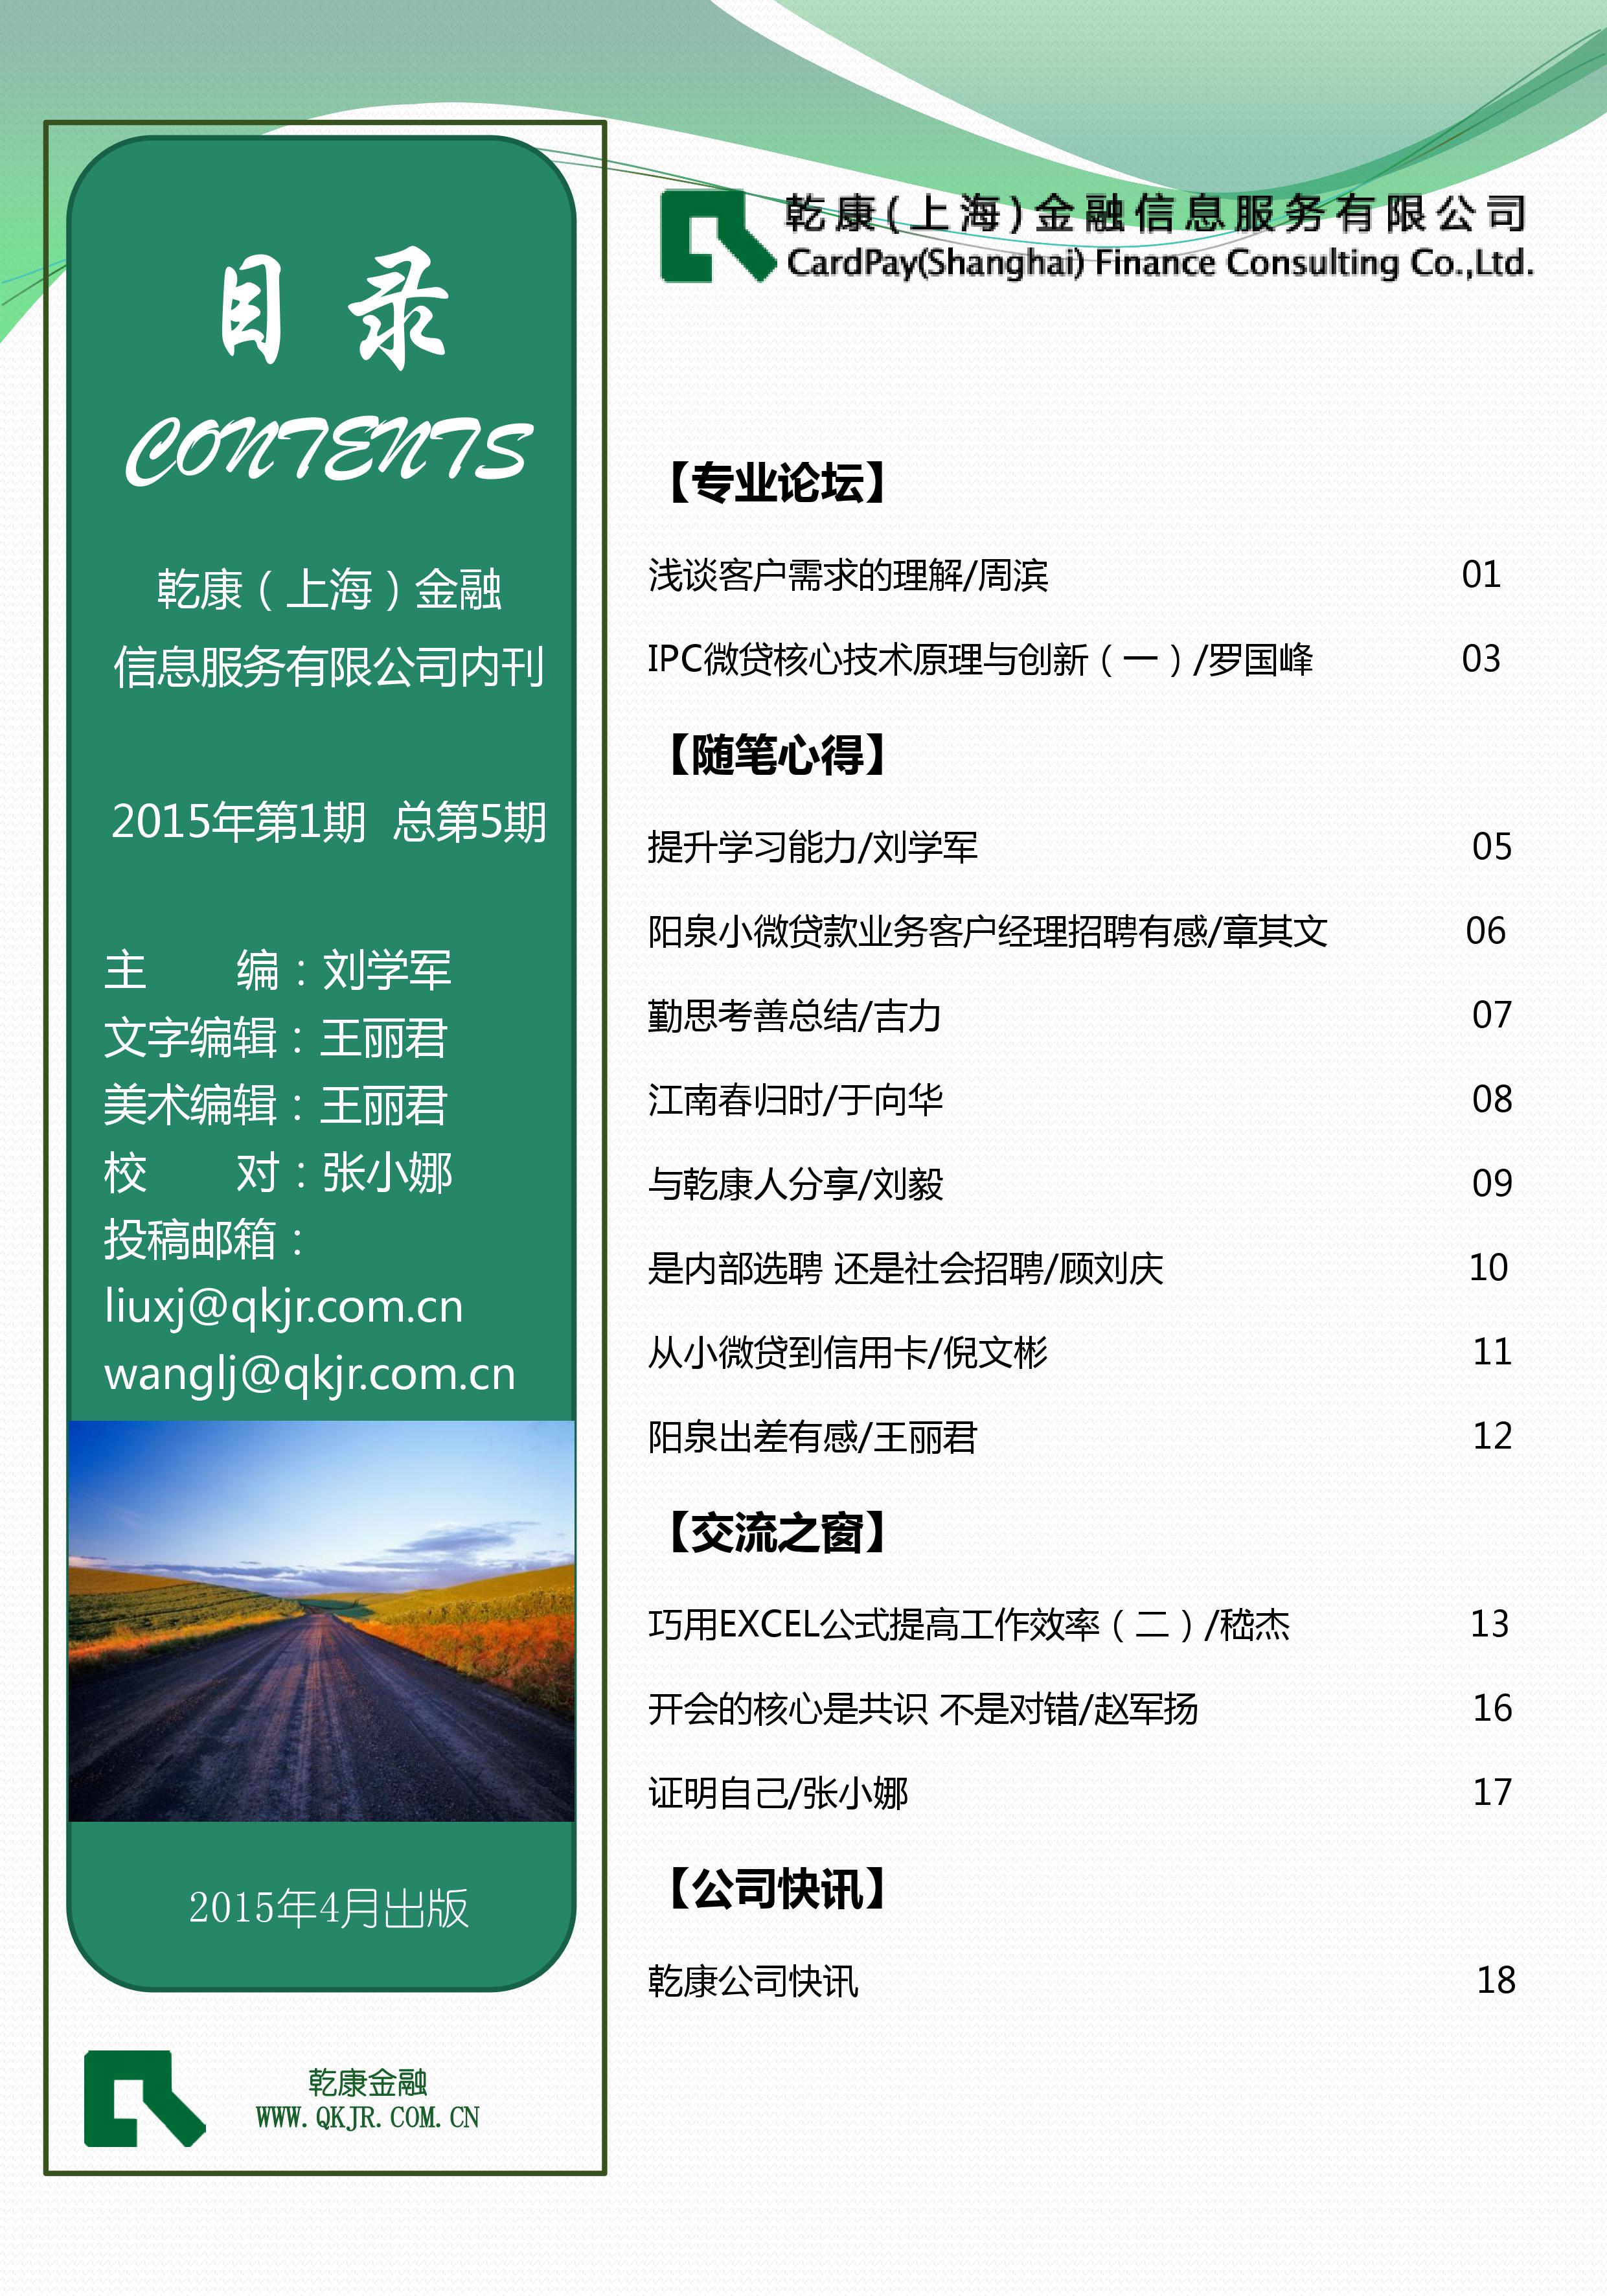 目 录
CONTENTS
乾康（上海）金融
信息服务有限公司内刊
2015年第1期 总第5期
主 编：刘学军
文字编辑：王丽君
美术编辑：王丽君
校 对：张小娜
投稿邮箱：
liuxj@qkjr.com.cn
wanglj@qkjr.com.cn
2015年4月出版
乾康金融
WWW.QKJR.COM.CN
乾康(上海)金融信息服务有限公司
CardPay(Shanghai) Finance Consulting Co.,Ltd.
【专业论坛】
浅谈客户需求的理解/周滨 01
IPC微贷核心技术原理与创新（一）/罗国峰 03
【随笔心得】
提升学习能力/刘学军 05
阳泉小微贷款业务客户经理招聘有感/章其文 06
勤思考善总结/吉力 07
江南春归时/于向华 08
与乾康人分享/刘毅 09
是内部选聘 还是社会招聘/顾刘庆 10
从小微贷到信用卡/倪文彬 11
阳泉出差有感/王丽君 12
【交流之窗】
巧用EXCEL公式提高工作效率（二）/嵇杰 13
开会的核心是共识 不是对错/赵军扬 16
证明自己/张小娜 17
【公司快讯】
乾康公司快讯 18